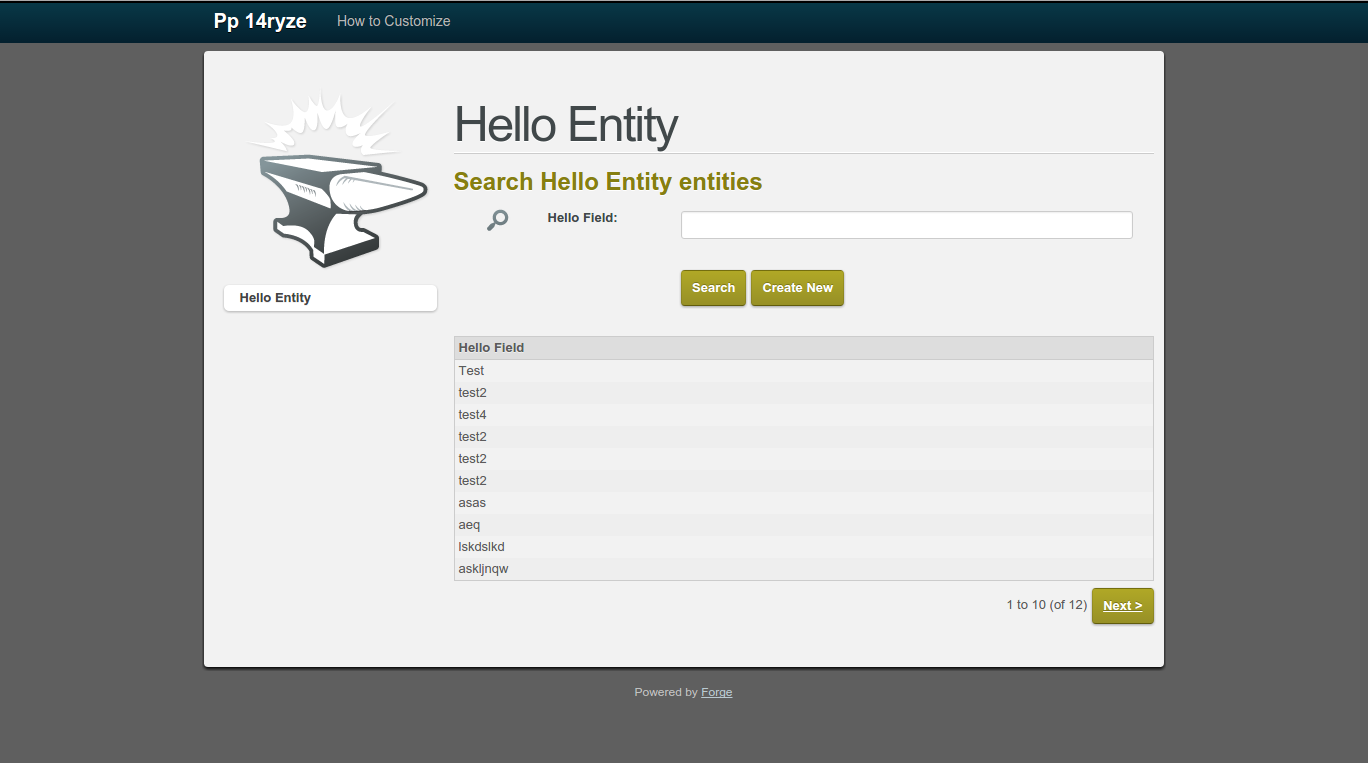 Pp 14ryze How to Customize
Hello Entity
Search Hello Entity entities
Hello Field:
Search Create New
Hello Entity
Hello Field
Test
test2
test4
test2
test2
test2
asas
aeq
lskdslkd
askljnqw
1 to 10 (of 12) Next >
Powered by Forge